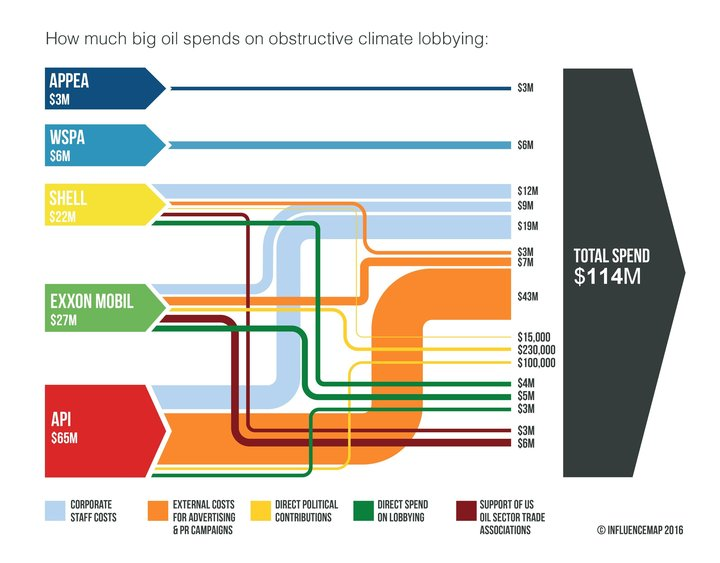 How much big oil spends on obstructive climate lobbying:
APPEA
$3M
$3M
WSPA
$6M
$6M
SHELL
$22M
$12M
$9M
$19M
$3M
$7M
EXXON MOBIL
$27M
$43M
TOTAL SPEND
$114M
$15,000
$230,000
$100,000
API
$65M
$4M
$5M
$3M
$3M
$6M
CORPORATE
STAFF COSTS
EXTERNAL COSTS
FOR ADVERTISING
& PR CAMPAIGNS
DIRECT POLITICAL
CONTRIBUTIONS
DIRECT SPEND
ON LOBBYING
SUPPORT OF US
OIL SECTOR TRADE
ASSOCIATIONS
© INFLUENCEMAP 2016